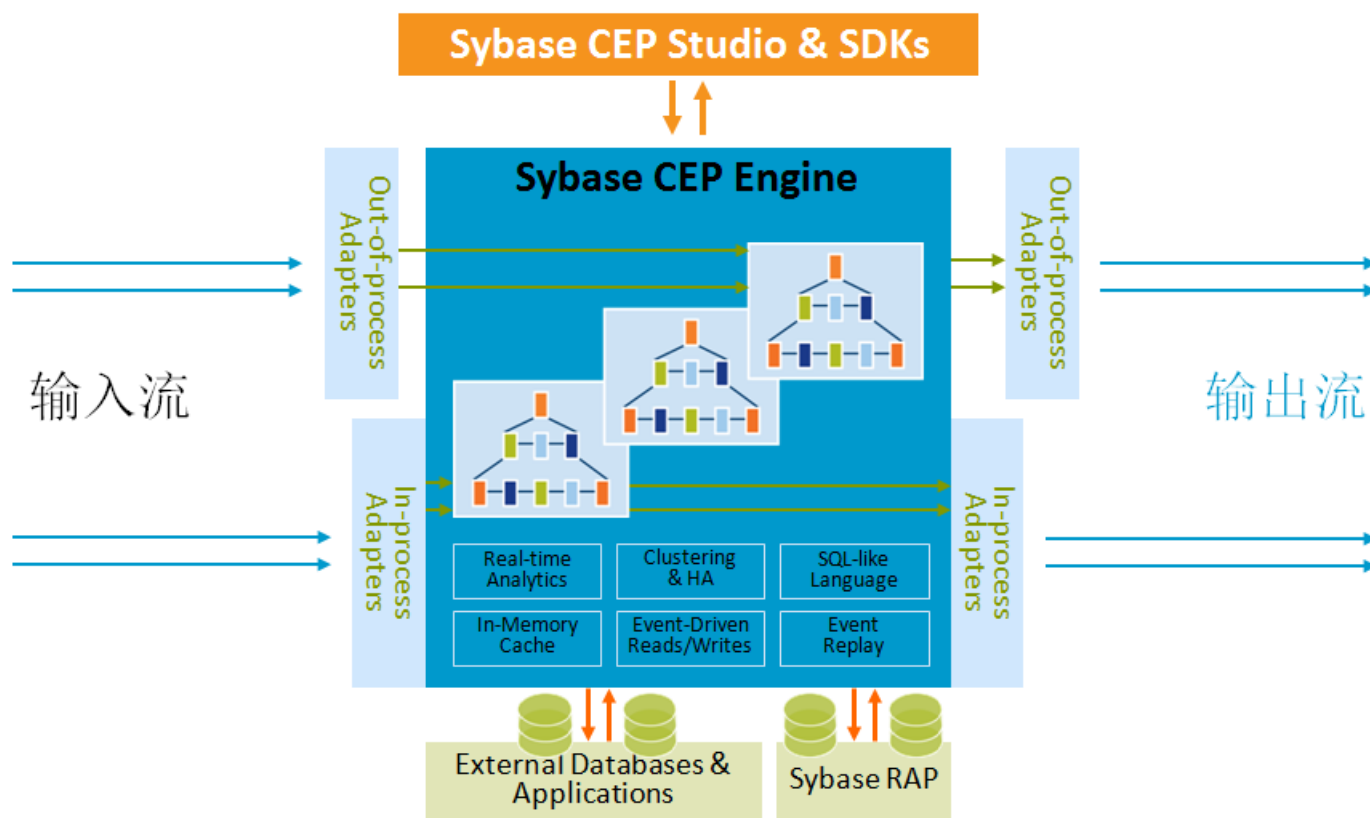 Sybase CEP Studio & SDKs
Sybase CEP Engine
Out-of-process
Adapters
Out-of-process
Adapters
输入流
输出流
In-process
Adapters
In-process
Adapters
Real-time
Analytics
Clustering
& HA
SQL-like
Language
In-Memory
Cache
Event-Driven
Reads/Writes
Event
Replay
External Databases &
Applications
Sybase RAP